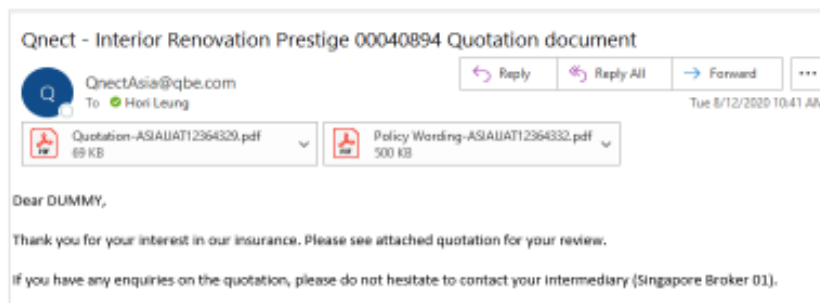 Qnect - Interior Renovation Prestige 00040894 Quotation document
Reply
Reply All
Forward
...
Q
QnectAsia@qbe.com
To Hori Leung
Tue 8/12/2020 10:41 AM
Quotation-ASIAUAT12364329.pdf
69 KB
Policy Wording-ASIAUAT12364332.pdf
500 KB
Dear DUMMY,
Thank you for your interest in our insurance. Please see attached quotation for your review.
If you have any enquiries on the quotation, please do not hesitate to contact your intermediary (Singapore Broker 01).